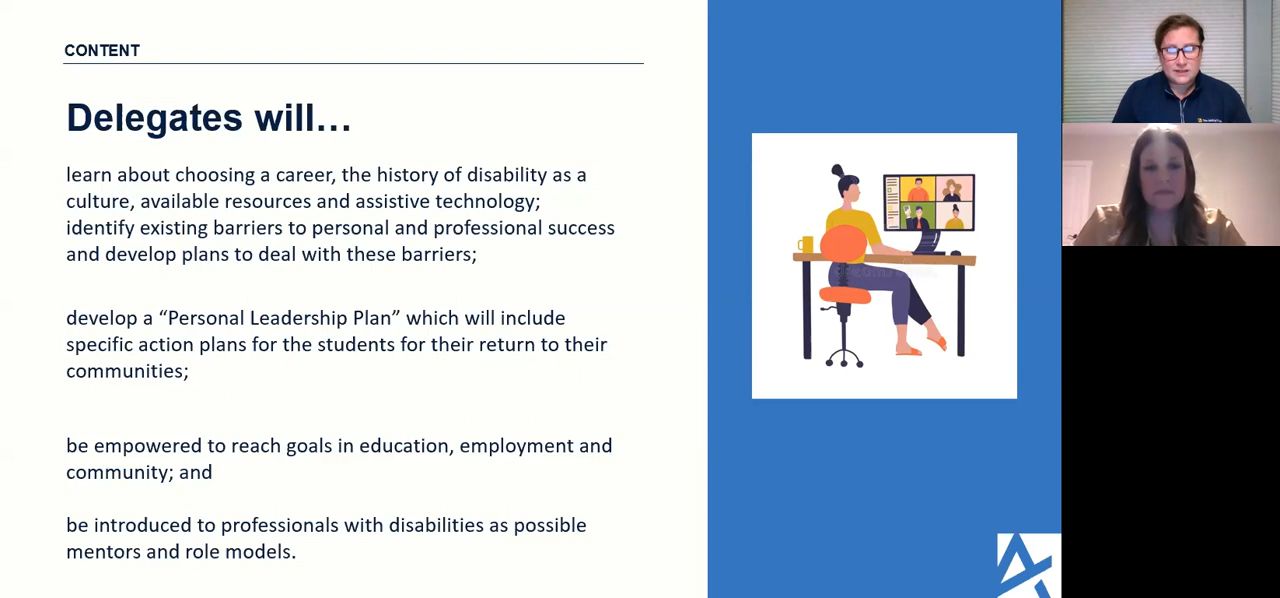 CONTENT
Delegates will…
learn about choosing a career, the history of disability as a
culture, available resources and assistive technology;
identify existing barriers to personal and professional success
and develop plans to deal with these barriers;
develop a “Personal Leadership Plan” which will include
specific action plans for the students for their return to their
communities;
be empowered to reach goals in education, employment and
community; and
be introduced to professionals with disabilities as possible
mentors and role models.